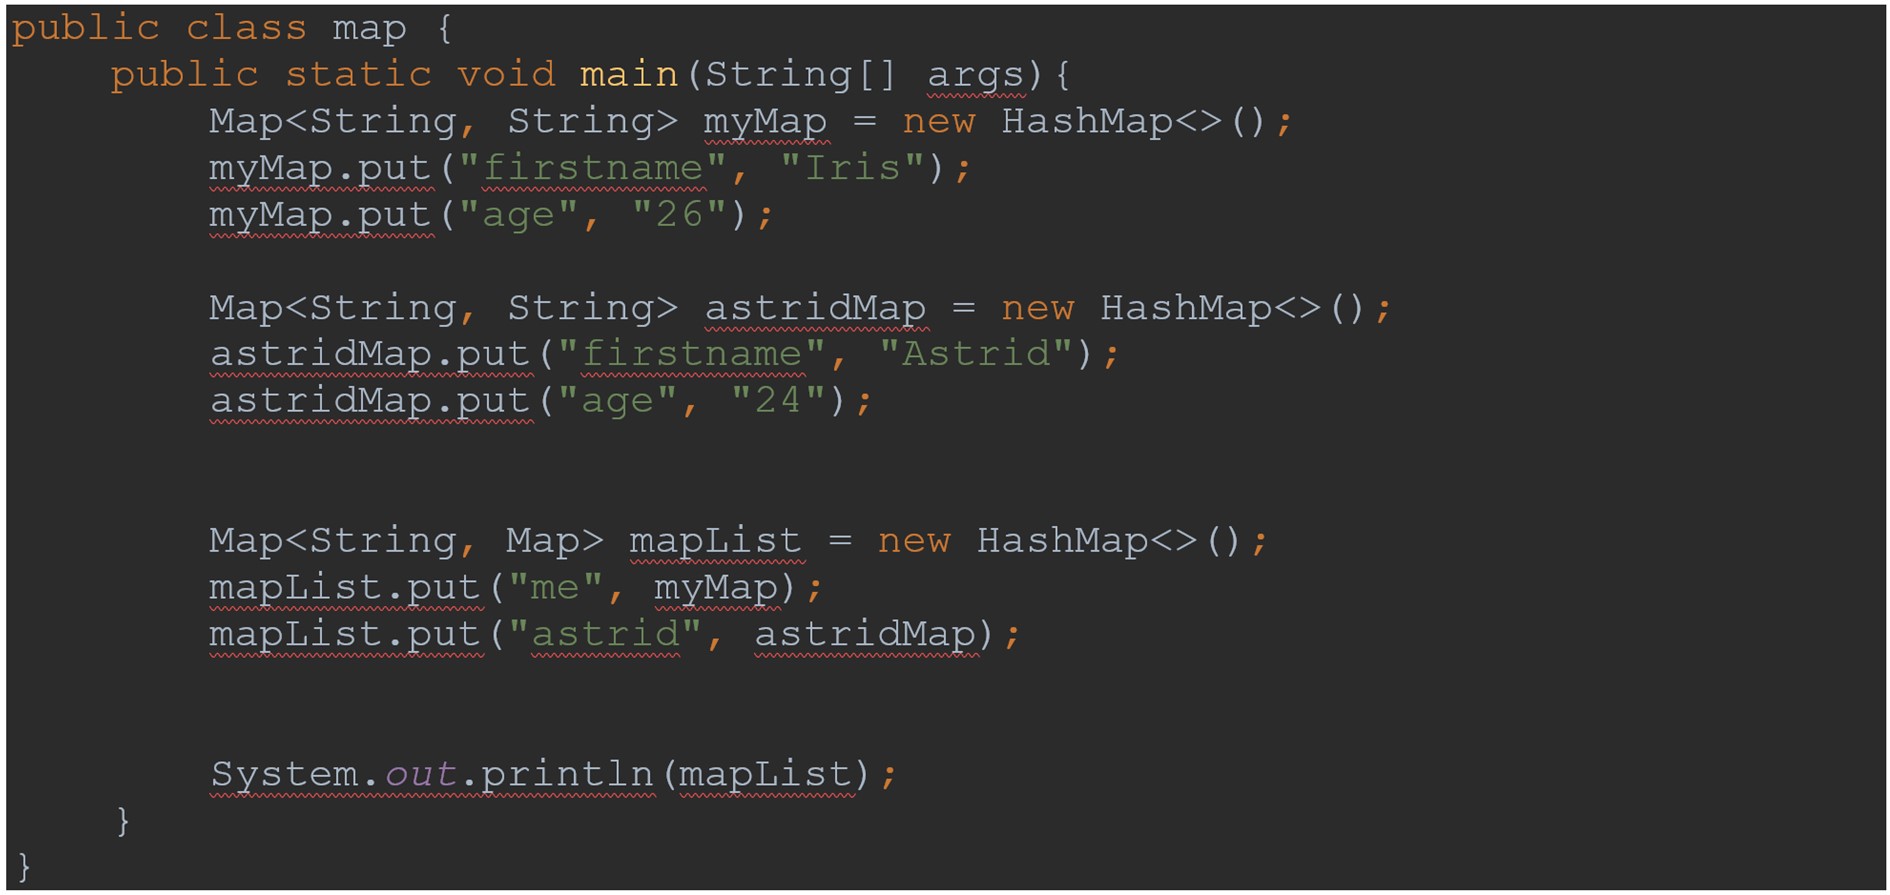 public class map {
public static void main(String[] args){
Map<String, String> myMap = new HashMap<>();
myMap.put("firstname", "Iris");
myMap.put("age", "26");
Map<String, String> astridMap = new HashMap<>();
astridMap.put("firstname", "Astrid");
astridMap.put("age", "24");
Map<String, Map> mapList = new HashMap<>();
mapList.put("me", myMap);
mapList.put("astrid", astridMap);
System.out.println(mapList);
}
}